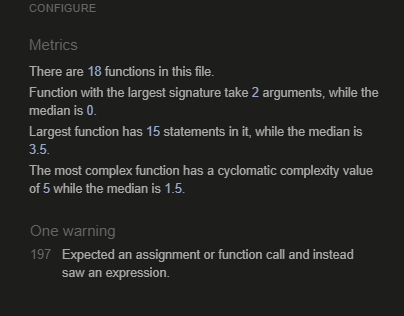 CONFIGURE
Metrics
There are 18 functions in this file.
Function with the largest signature take 2 arguments, while the
median is 0.
Largest function has 15 statements in it, while the median is
3.5.
The most complex function has a cyclomatic complexity value
of 5 while the median is 1.5.
One warning
197 Expected an assignment or function call and instead
saw an expression.